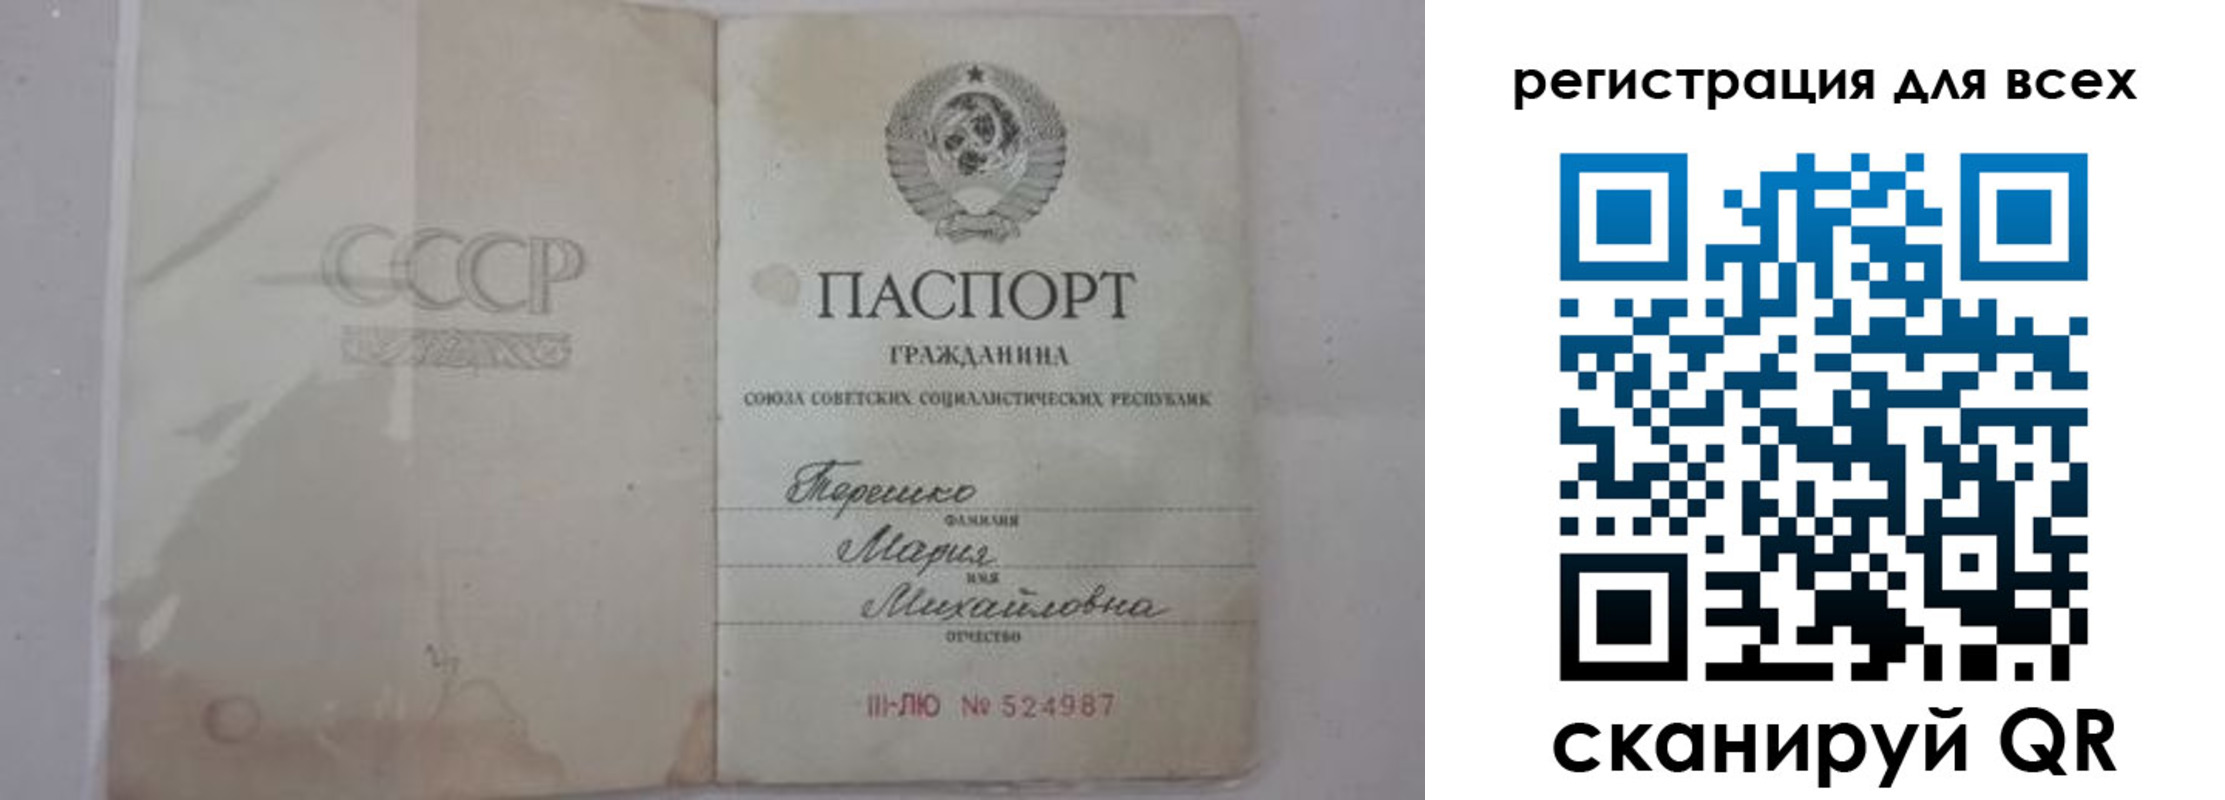 СССР
ПАСПОРТ
ГРАЖДАНИНА
СОЮЗА СОВЕТСКИХ СОЦИАЛИСТИЧЕСКИХ РЕСПУБЛИК
Терешко
ФАМИЛИЯ
Мария
ИМЯ
Михайловна
ОТЧЕСТВО
III-ЛЮ № 524987
регистрация для всех
сканируй QR